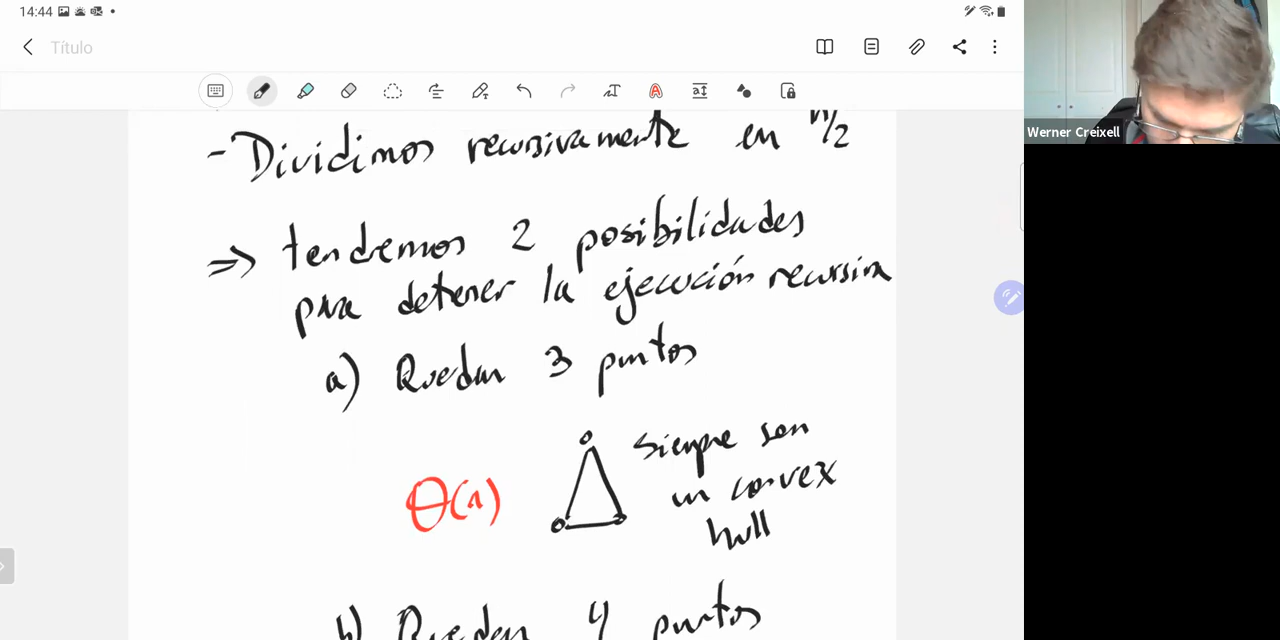 14:44
Título
Werner Creixell
- Dividimos recursivamente en n/2
⇒ tendremos 2 posibilidades
para detener la ejecución recursiva
a) Quedan 3 puntos
siempre son
un convex
hull
Θ(1)
b) Quedan 4 puntos